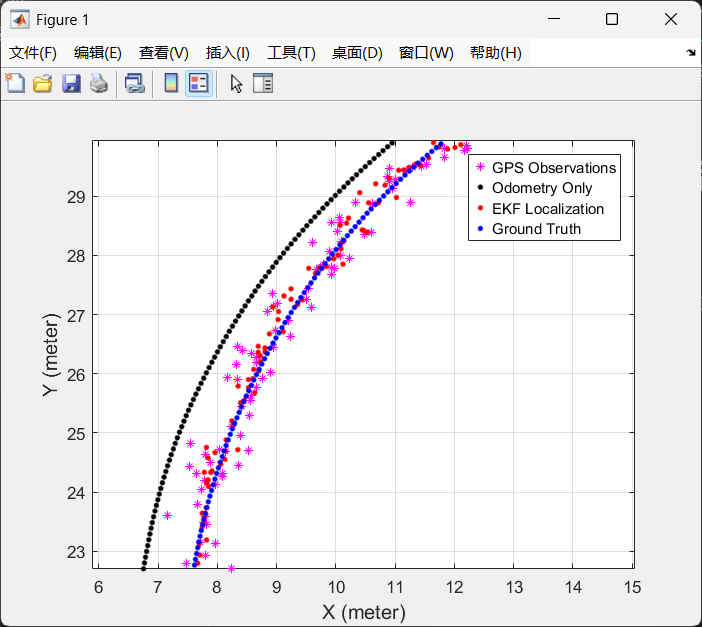 Figure 1
文件(F) 编辑(E) 查看(V) 插入(I) 工具(T) 桌面(D) 窗口(W) 帮助(H)
GPS Observations
Odometry Only
EKF Localization
Ground Truth
29
28
27
26
25
24
23
Y (meter)
6 7 8 9 10 11 12 13 14 15
X (meter)